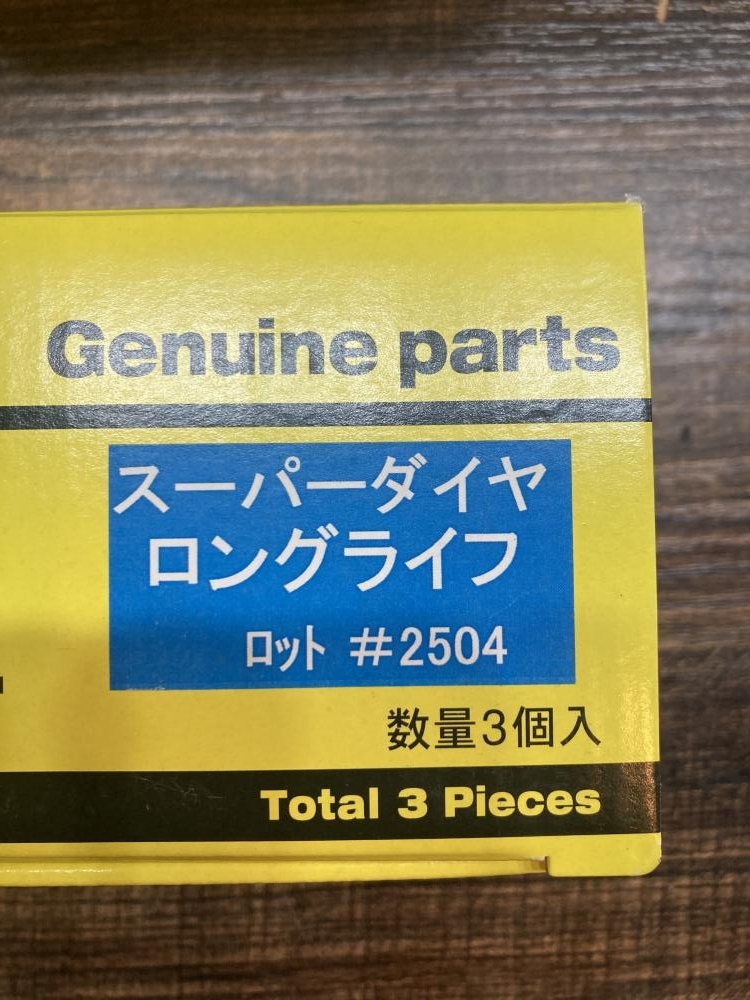 Genuine parts
スーパーダイヤ
ロングライフ
ロット #2504
数量3個入
Total 3 Pieces